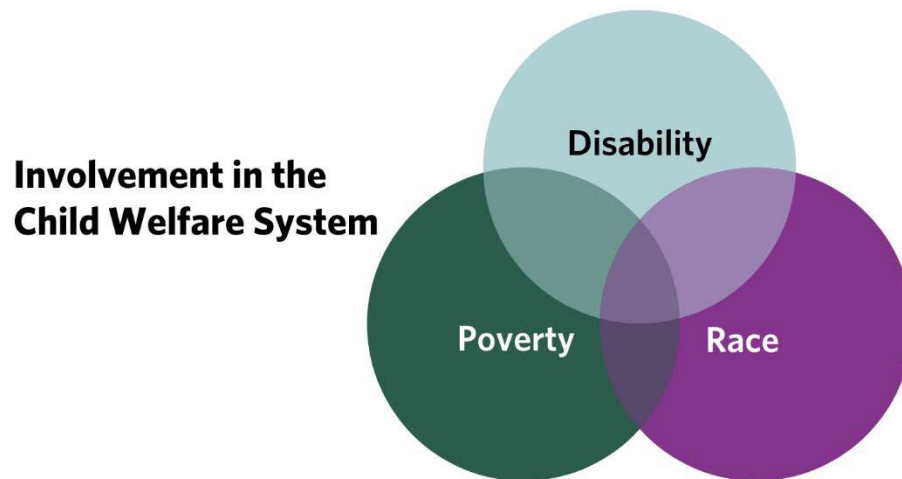 Involvement in the
Child Welfare System
Disability
Poverty
Race